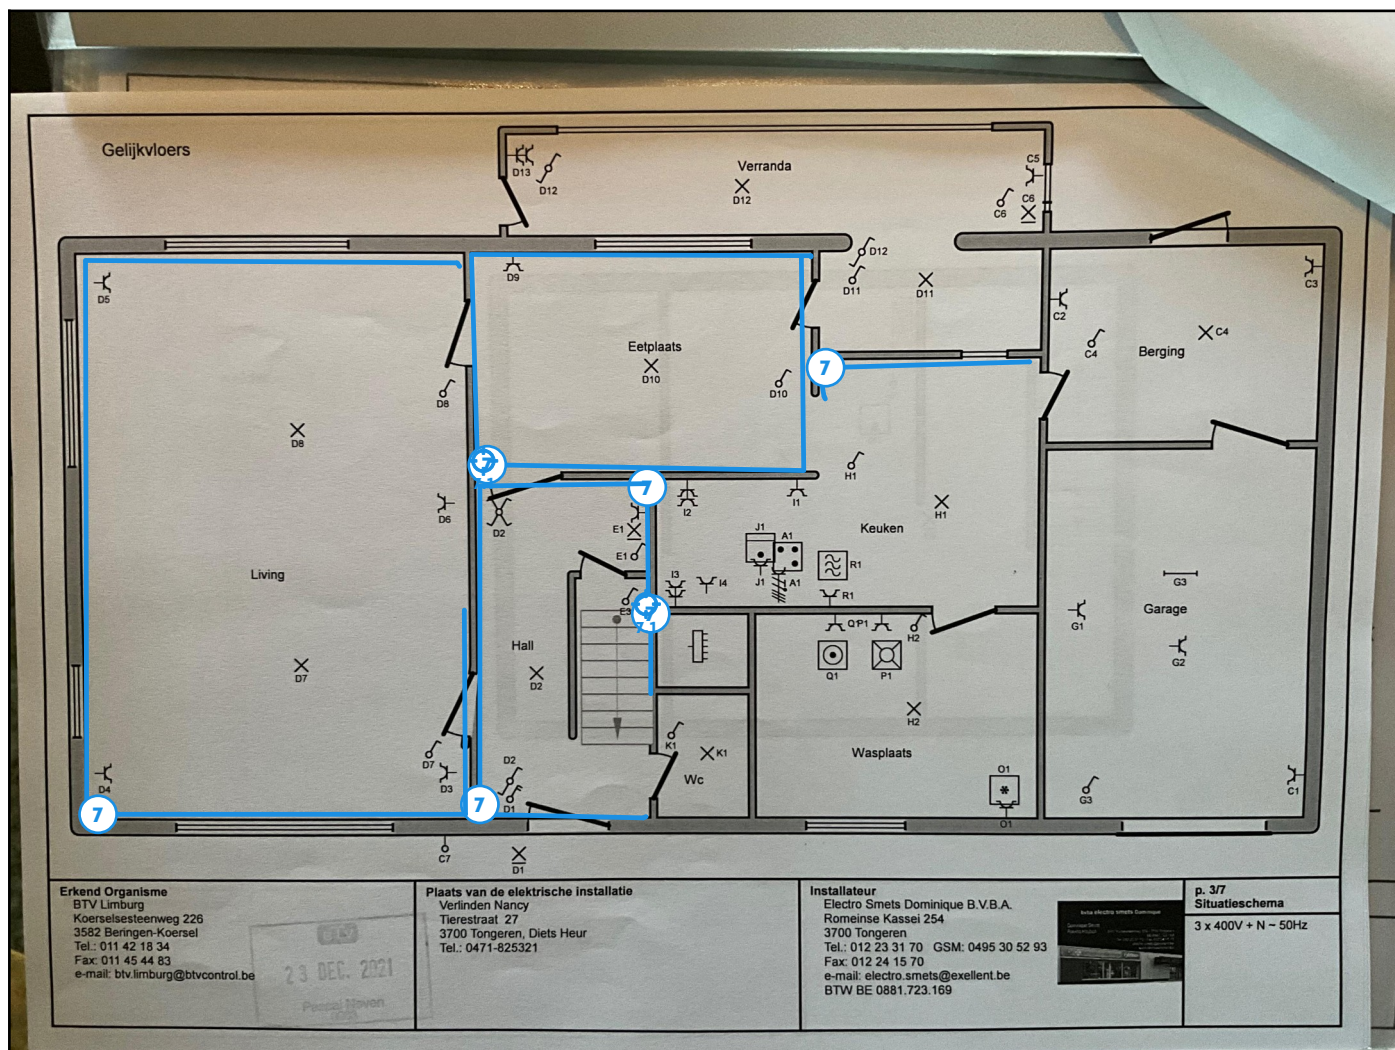 Gelijkvloers
D13
D12
Verranda
D12
C5
C6
C6
D9
D12
D11
D11
C3
C2
D5
Eetplaats
D10
D10
C4
C4
Berging
7
D8
D8
7
H1
H1
I2
I1
D6
D2
E1
E1
Keuken
J1
A1
J1
A1
R1
R1
I3
I4
G3
Garage
G1
G2
Living
E3
7
7.1
Hall
D2
H2
Q1
P1
Q1
P1
D7
H2
D7
K1
K1
Wc
Wasplaats
D4
D3
D2
D1
O1
O1
G3
C1
7
7
C7
D1
Erkend Organisme
BTV Limburg
Koerselsesteenweg 226
3582 Beringen-Koersel
Tel.: 011 42 18 34
Fax: 011 45 44 83
e-mail: btv.limburg@btvcontrol.be
23 DEC. 2021
Plaats van de elektrische installatie
Verlinden Nancy
Tierestraat 27
3700 Tongeren, Diets Heur
Tel.: 0471-825321
Installateur
Electro Smets Dominique B.V.B.A.
Romeinse Kassei 254
3700 Tongeren
Tel.: 012 23 31 70 GSM: 0495 30 52 93
Fax: 012 24 15 70
e-mail: electro.smets@exellent.be
BTW BE 0881.723.169
p. 3/7
Situatieschema
3 x 400V + N ~ 50Hz